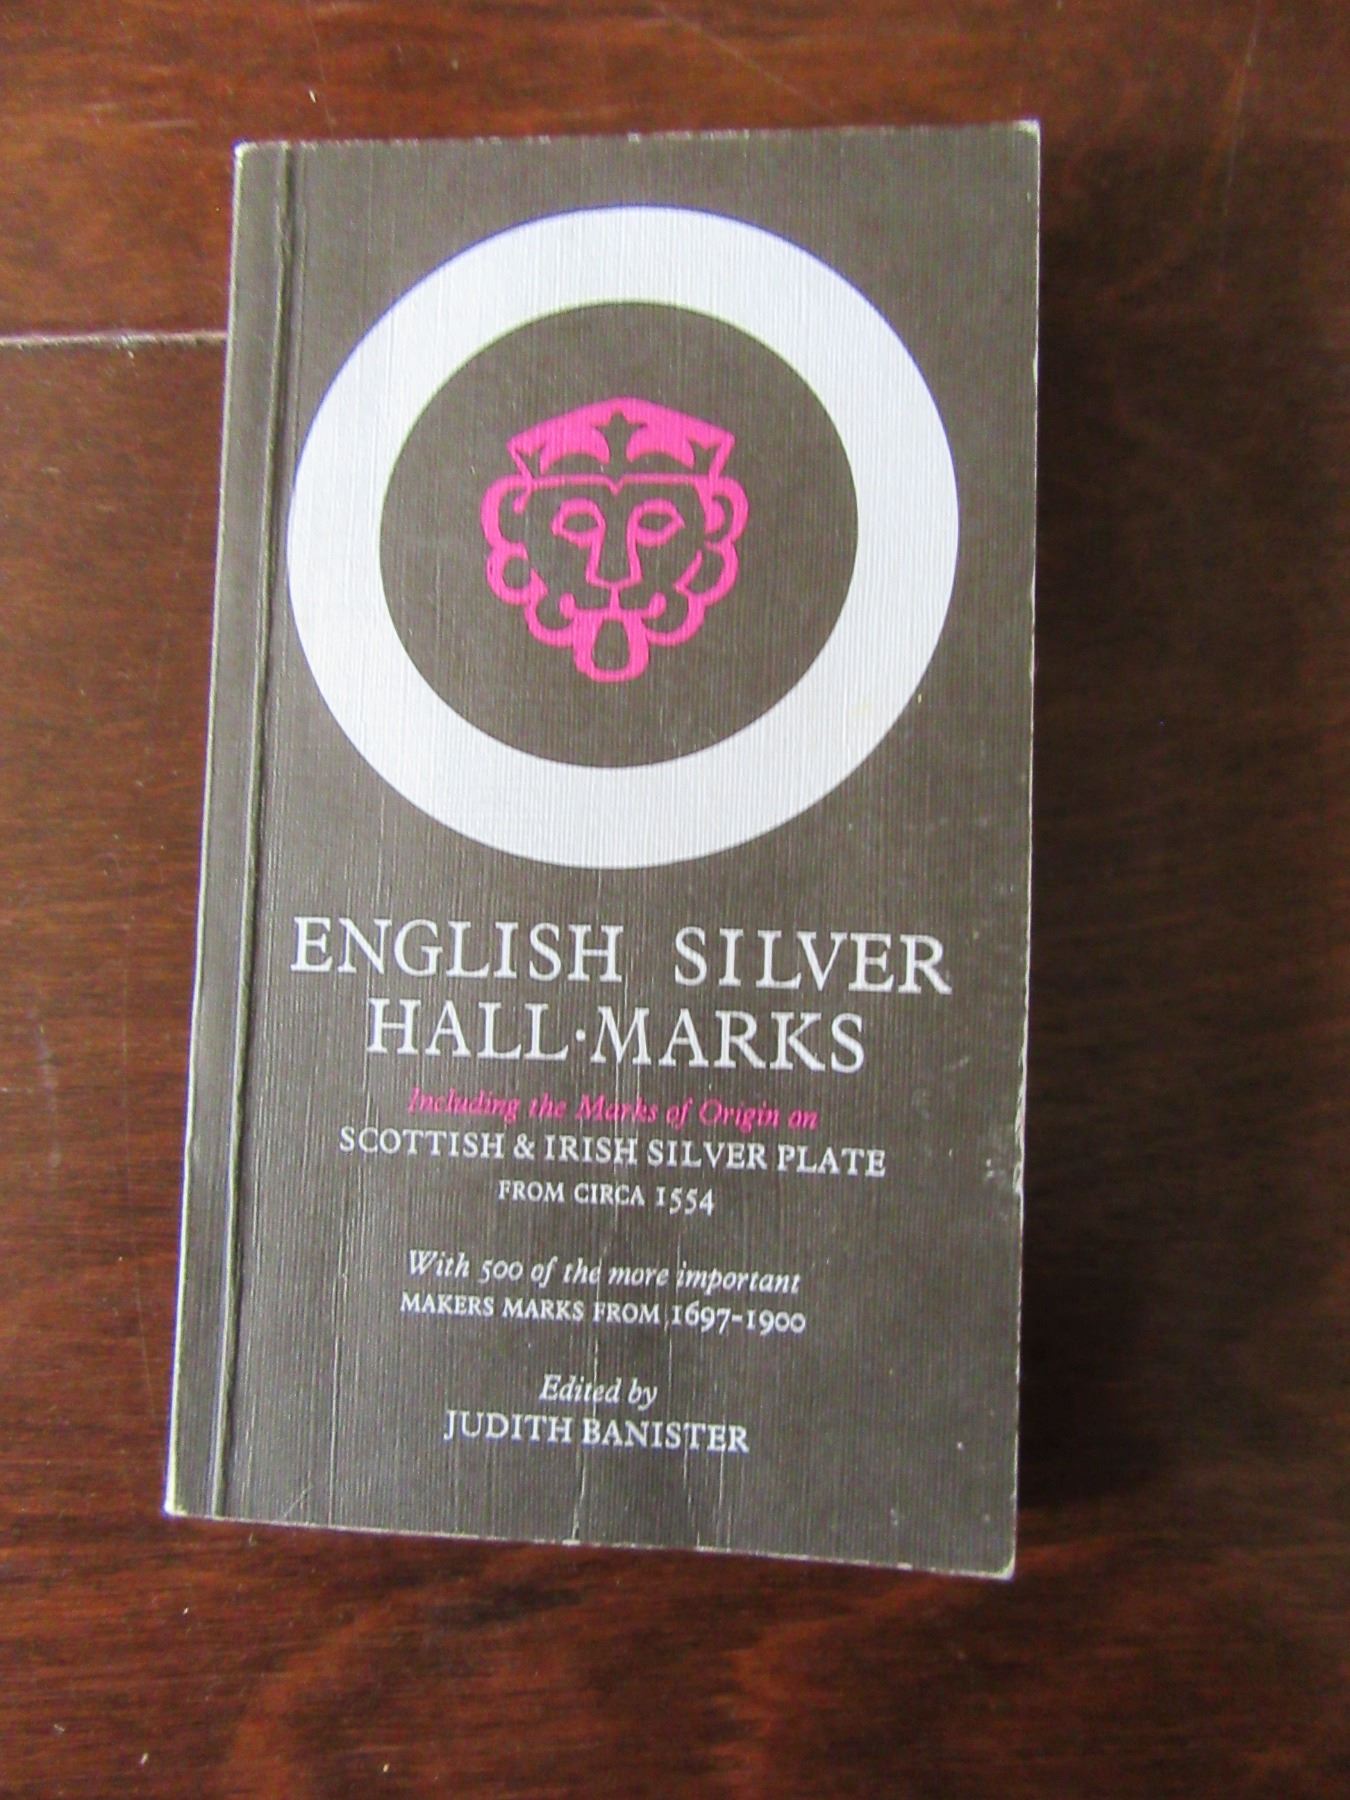 ENGLISH SILVER
HALL·MARKS
Including the Marks of Origin on
SCOTTISH & IRISH SILVER PLATE
FROM CIRCA 1554
With 500 of the more important
MAKERS MARKS FROM 1697-1900
Edited by
JUDITH BANISTER